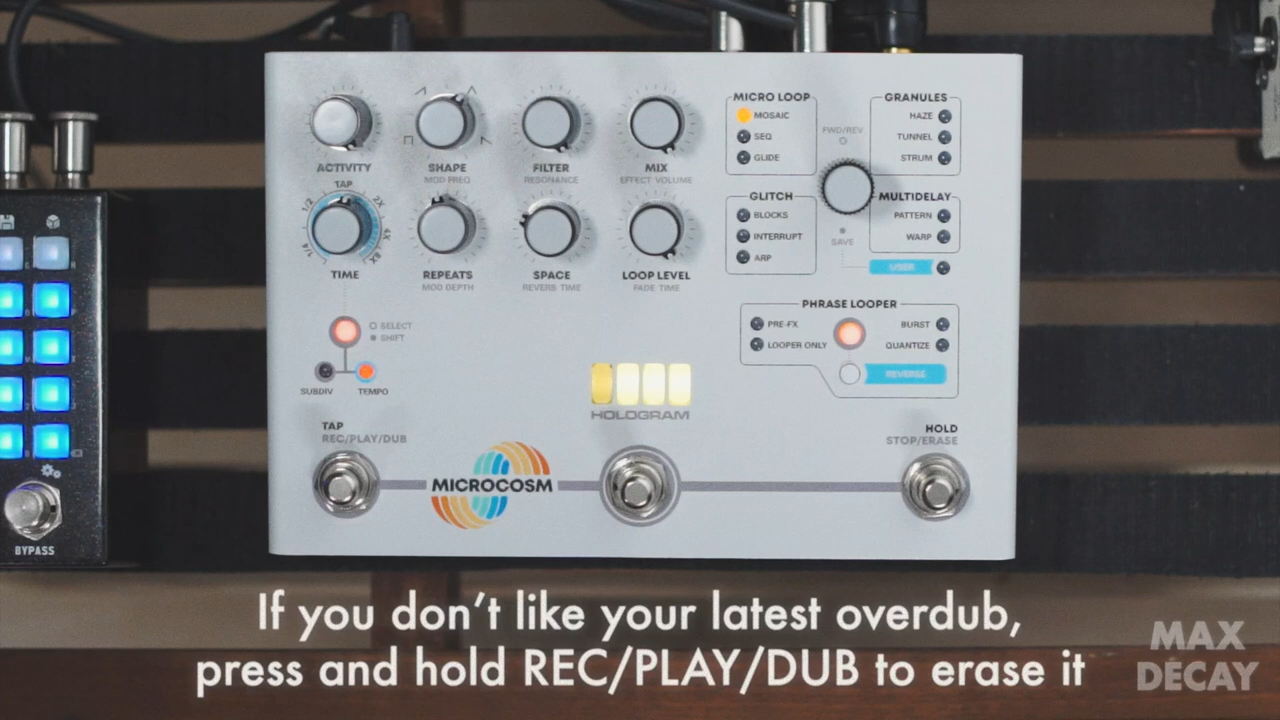 MICRO LOOP
MOSAIC
SEQ
GLIDE
GRANULES
HAZE
TUNNEL
STRUM
FWD/REV
ACTIVITY
SHAPE
MOD FREQ
FILTER
RESONANCE
MIX
EFFECT VOLUME
TAP
1/4
1/2
2X
4X
8X
GLITCH
BLOCKS
INTERRUPT
ARP
MULTIDELAY
PATTERN
WARP
SAVE
USER
TIME
REPEATS
MOD DEPTH
SPACE
REVERB TIME
LOOP LEVEL
FADE TIME
PHRASE LOOPER
PRE-FX
LOOPER ONLY
BURST
QUANTIZE
REVERSE
SELECT
SHIFT
SUBDIV
TEMPO
HOLOGRAM
TAP
REC/PLAY/DUB
HOLD
STOP/ERASE
MICROCOSM
BYPASS
If you don't like your latest overdub,
press and hold REC/PLAY/DUB to erase it
MAX
DÉCAY